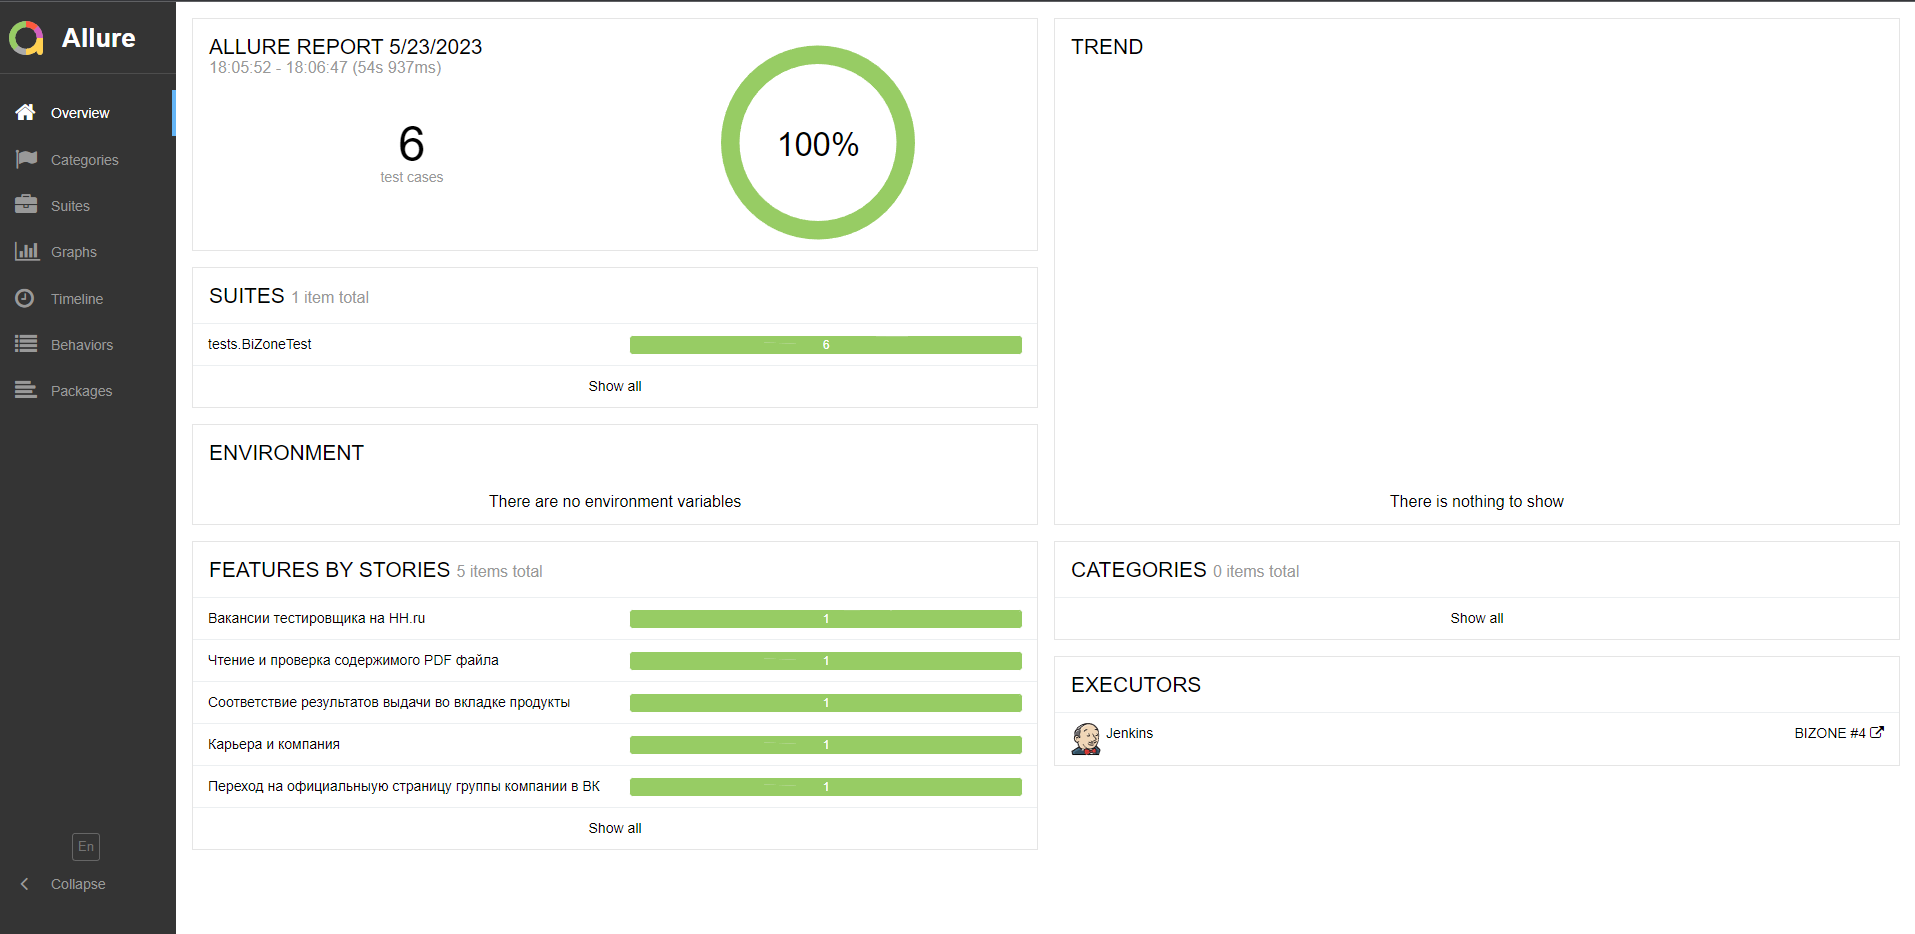 Allure
Overview
Categories
Suites
Graphs
Timeline
Behaviors
Packages
En
Collapse
ALLURE REPORT 5/23/2023
18:05:52 - 18:06:47 (54s 937ms)
6
test cases
100%
SUITES 1 item total
tests.BiZoneTest 6
Show all
ENVIRONMENT
There are no environment variables
FEATURES BY STORIES 5 items total
Вакансии тестировщика на HH.ru 1
Чтение и проверка содержимого PDF файла 1
Соответствие результатов выдачи во вкладке продукты 1
Карьера и компания 1
Переход на официальныую страницу группы компании в ВК 1
Show all
TREND
There is nothing to show
CATEGORIES 0 items total
Show all
EXECUTORS
Jenkins BIZONE #4